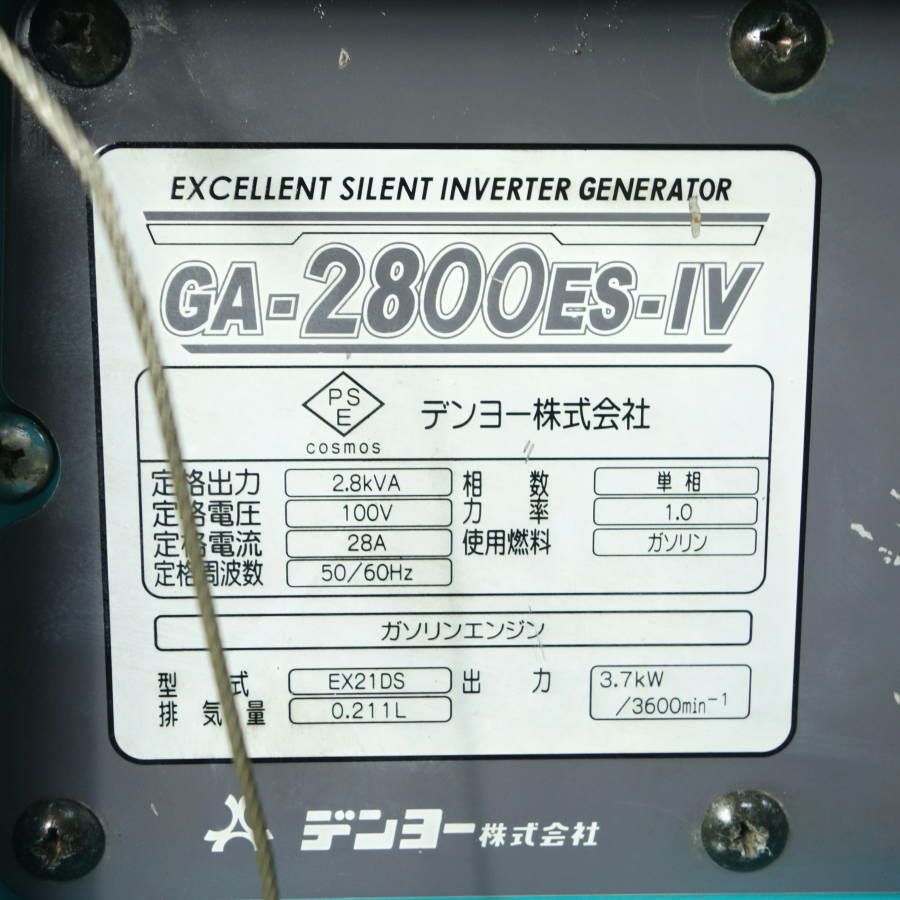 EXCELLENT SILENT INVERTER GENERATOR
GA-2800ES-IV
PS
E
cosmos
デンヨー株式会社
定格出力 2.8kVA 相数 単相
定格電圧 100V 力率 1.0
定格電流 28A 使用燃料 ガソリン
定格周波数 50/60Hz
ガソリンエンジン
型式 EX21DS 出力 3.7kW
排気量 0.211L /3600min⁻¹
デンヨー株式会社